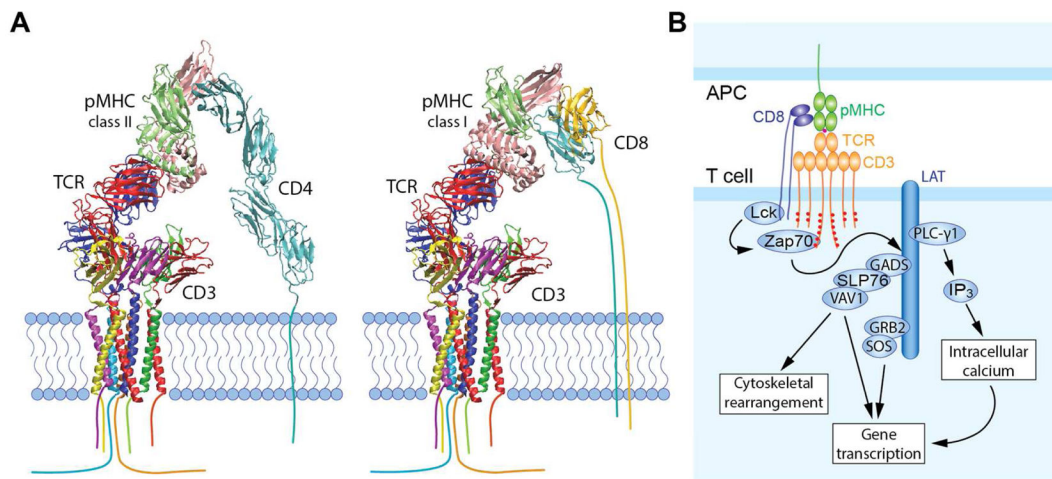 A
pMHC
class II
TCR
CD4
CD3
pMHC
class I
CD8
TCR
CD3
B
APC
CD8
pMHC
TCR
CD3
T cell
LAT
Lck
Zap70
PLC-γ1
GADS
SLP76
VAV1
IP3
GRB2
SOS
Intracellular
calcium
Cytoskeletal
rearrangement
Gene
transcription